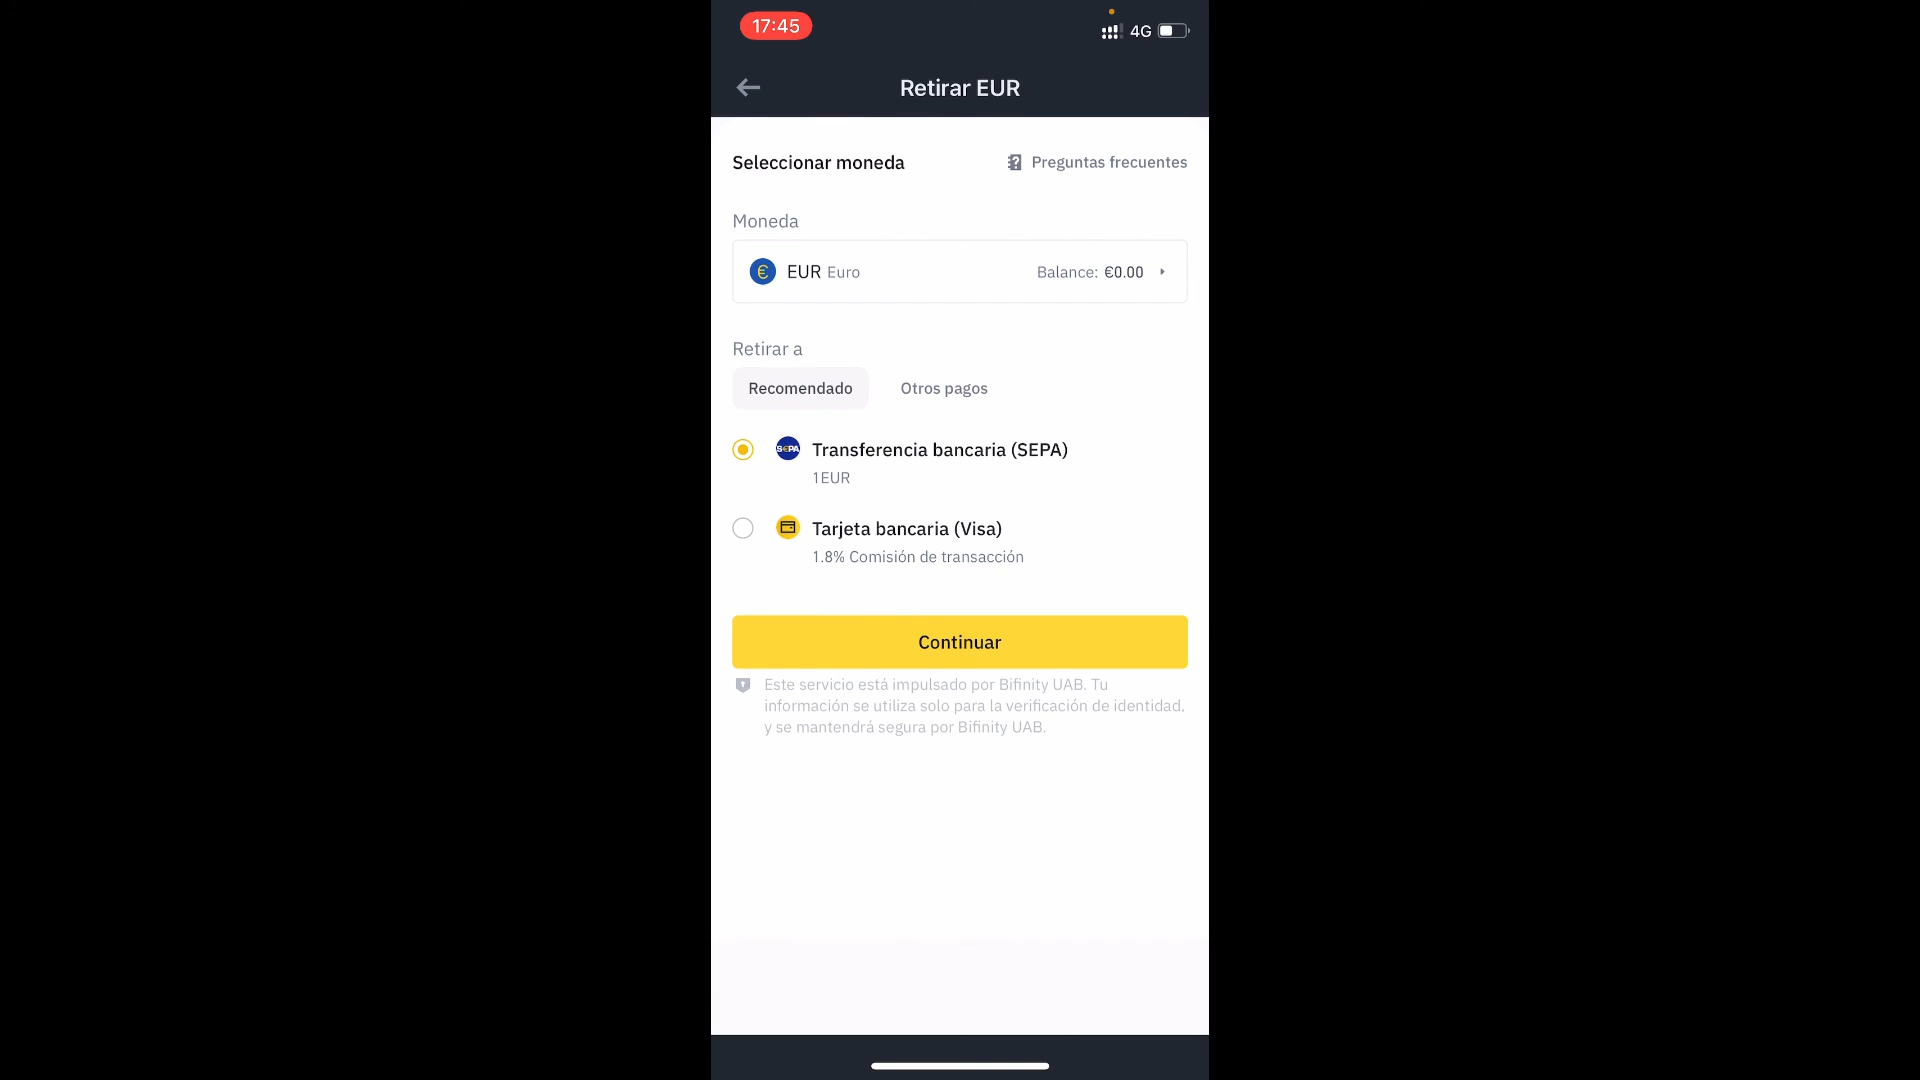 17:45
4G
Retirar EUR
Seleccionar moneda
Preguntas frecuentes
Moneda
€ EUR Euro
Balance: €0.00
Retirar a
Recomendado
Otros pagos
S€PA Transferencia bancaria (SEPA)
1EUR
Tarjeta bancaria (Visa)
1.8% Comisión de transacción
Continuar
Este servicio está impulsado por Bifinity UAB. Tu
información se utiliza solo para la verificación de identidad,
y se mantendrá segura por Bifinity UAB.